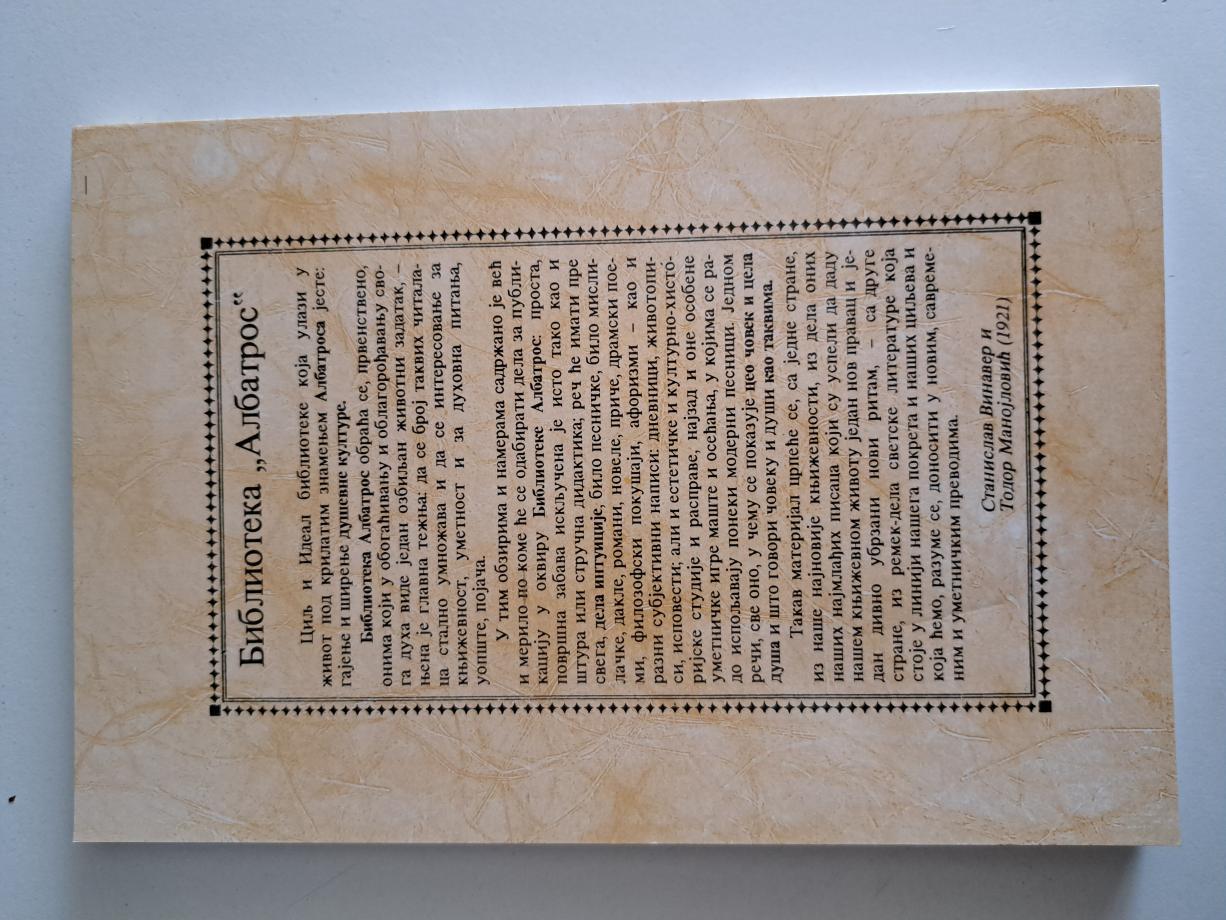 Библиотека „Албатрос“
Циљ и Идеал библиотеке која улази у
живот под крилатим знамењем Албатроса јесте:
гајење и ширење душевне културе.
Библиотека Албатрос обраћа се, првенствено,
онима који у обогаћивању и облагорођавању сво-
га духа виде један озбиљан животни задатак, –
њена је главна тежња: да се број таквих читала-
ца стално умножава и да се интересовање за
књижевност, уметност и за духовна питања,
уопште, појача.
У тим обзирима и намерама садржано је већ
и мерило по коме ће се одабирати дела за публи-
кацију у оквиру Библиотеке Албатрос: проста,
површна забава искључена је исто тако као и
штура или стручна дидактика; реч ће имати пре
свега, дела интуиције, било песничке, било мисли-
лачке, дакле, романи, новеле, приче, драмски пое-
ми, филозофски покушаји, афоризми – као и
разни субјективни написи: дневници, животопи-
си, исповести; али и естетичке и културно-исто-
ријске студије и расправе, најзад и оне особене
уметничке игре маште и осећања, у којима се ра-
до испољавају понеки модерни песници. Једном
речи, све оно, у чему се показује цео човек и цела
душа и што говори човеку и души као таквима.
Такав материјал црпеће се, са једне стране,
из наше најновије књижевности, из дела оних
наших најмлађих писаца који су успели да даду
нашем књижевном животу један нов правац и је-
дан дивно убрзани нови ритам, – са друге
стране, из ремек-дела светске литературе која
стоје у линији нашега покрета и наших циљева и
која ћемо, разуме се, доносити у новим, савреме-
ним и уметничким преводима.
Станислав Винавер и
Тодор Манојловић (1921)